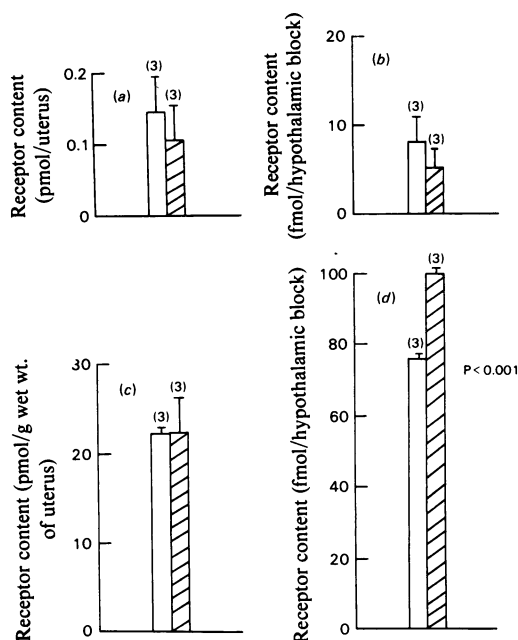 Receptor content
(pmol/uterus)
0.2
0.1
0
(a)
(3)
(3)
Receptor content
(fmol/hypothalamic block)
20
10
0
(b)
(3)
(3)
Receptor content (pmol/g wet wt.
of uterus)
30
20
10
0
(c)
(3)
(3)
Receptor content (fmol/hypothalamic block)
100
80
60
40
20
0
(d)
(3)
(3)
P<0.001